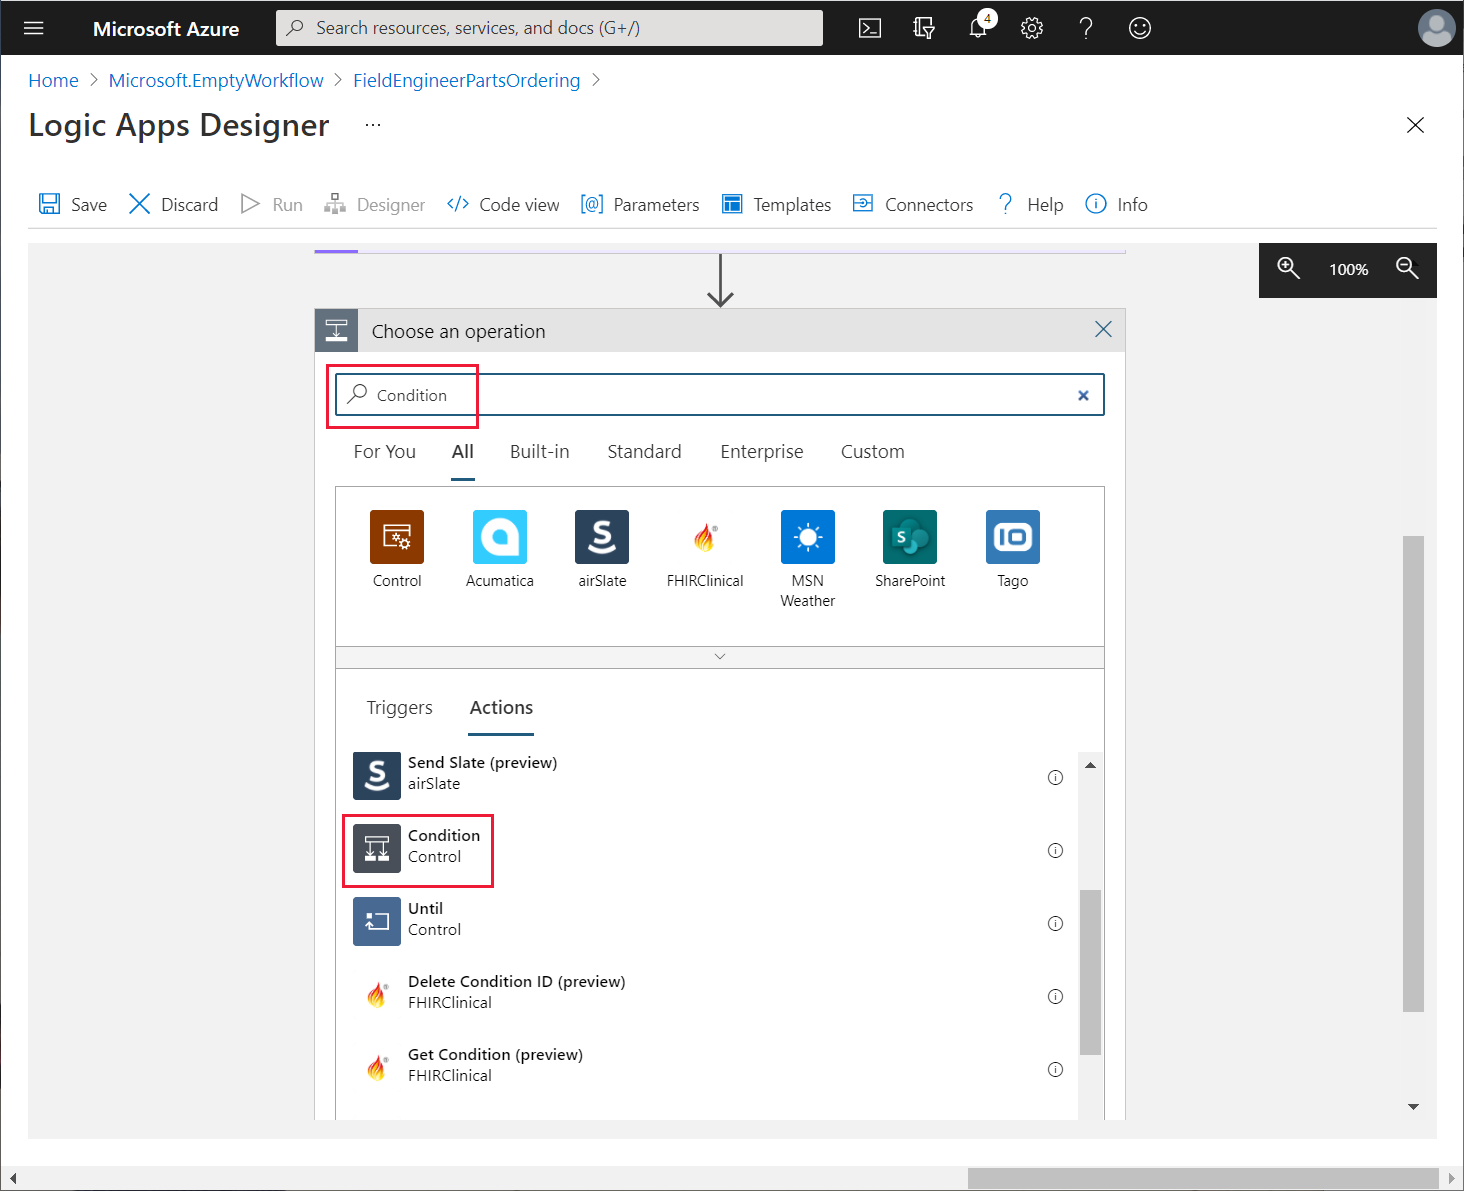 Microsoft Azure
Search resources, services, and docs (G+/)
4
Home > Microsoft.EmptyWorkflow > FieldEngineerPartsOrdering >
Logic Apps Designer ...
Save Discard Run Designer </> Code view [@] Parameters Templates Connectors ? Help Info
100%
Choose an operation
Condition
For You All Built-in Standard Enterprise Custom
Control Acumatica airSlate FHIRClinical MSN Weather SharePoint Tago
Triggers Actions
Send Slate (preview)
airSlate
Condition
Control
Until
Control
Delete Condition ID (preview)
FHIRClinical
Get Condition (preview)
FHIRClinical